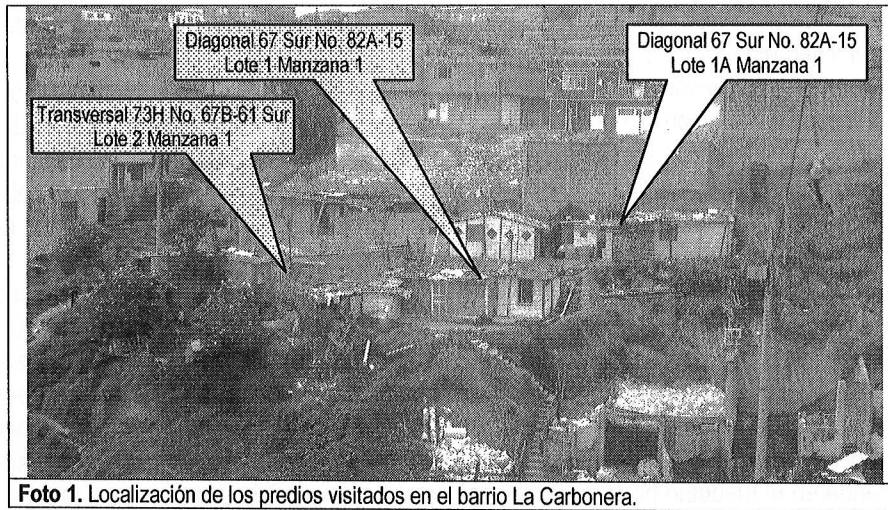 Diagonal 67 Sur No. 82A-15
Lote 1 Manzana 1
Diagonal 67 Sur No. 82A-15
Lote 1A Manzana 1
Transversal 73H No. 67B-61 Sur
Lote 2 Manzana 1
Foto 1. Localización de los predios visitados en el barrio La Carbonera.